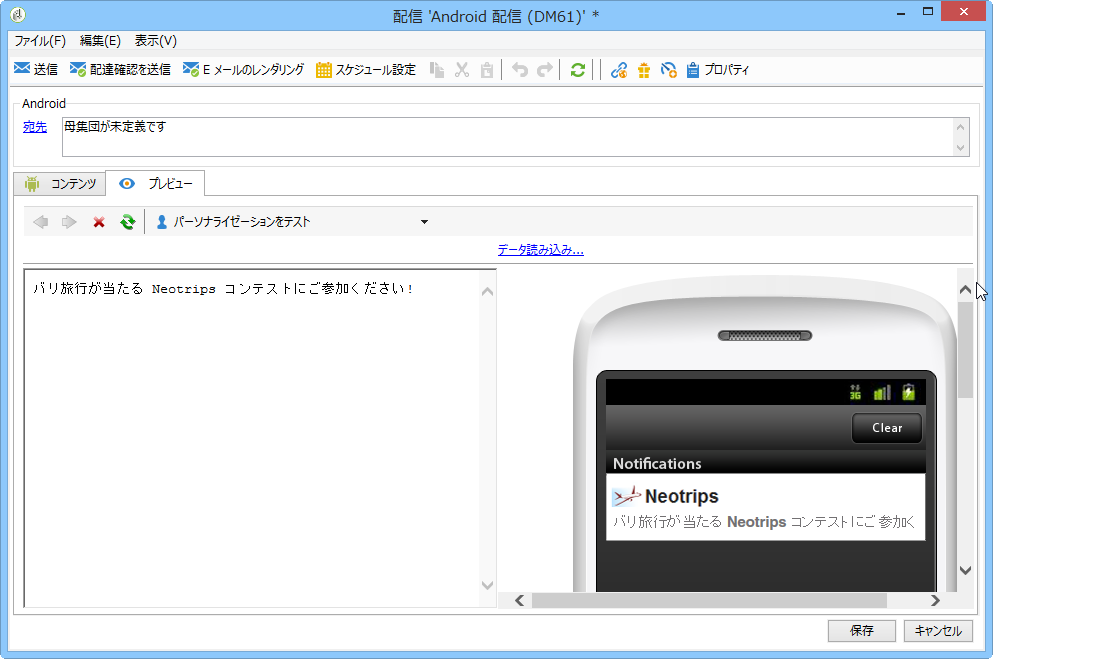 配信 'Android 配信 (DM61)' *
ファイル(F) 編集(E) 表示(V)
送信 配達確認を送信 E メールのレンダリング スケジュール設定 プロパティ
Android
宛先 母集団が未定義です
コンテンツ プレビュー
パーソナライゼーションをテスト
データ読み込み...
バリ旅行が当たる Neotrips コンテストにご参加ください!
3G
Clear
Notifications
Neotrips
バリ旅行が当たる Neotrips コンテストにご参加く
保存 キャンセル